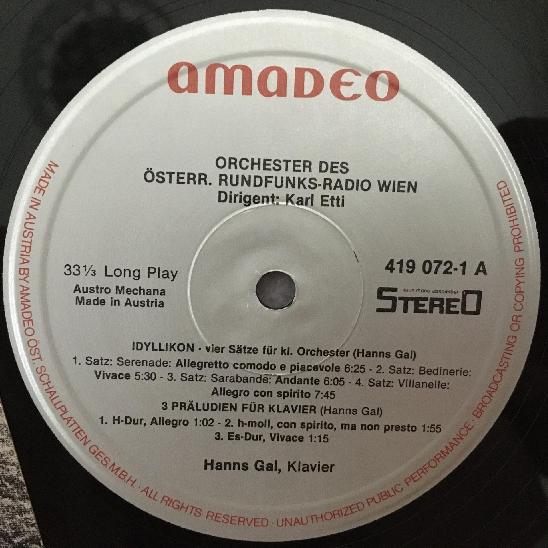 amaDEO
ORCHESTER DES
ÖSTERR. RUNDFUNKS-RADIO WIEN
Dirigent: Karl Etti
33⅓ Long Play
419 072-1 A
Austro Mechana
Made in Austria
STEREO
IDYLLIKON - vier Sätze für kl. Orchester (Hanns Gal)
1. Satz: Serenade: Allegretto comodo e piacevole 6:25 - 2. Satz: Bedinerie:
Vivace 5:30 - 3. Satz: Sarabande: Andante 6:05 - 4. Satz: Villanelle:
Allegro con spirito 7:45
3 PRÄLUDIEN FÜR KLAVIER (Hanns Gal)
1. H-Dur, Allegro 1:02 - 2. h-moll, con spirito, ma non presto 1:55
3. Es-Dur, Vivace 1:15
Hanns Gal, Klavier
MADE IN AUSTRIA BY AMADEO ÖST. SCHALLPLATTEN GES.M.B.H. · ALL RIGHTS RESERVED · UNAUTHORIZED PUBLIC PERFORMANCE · BROADCASTING OR COPYING PROHIBITED